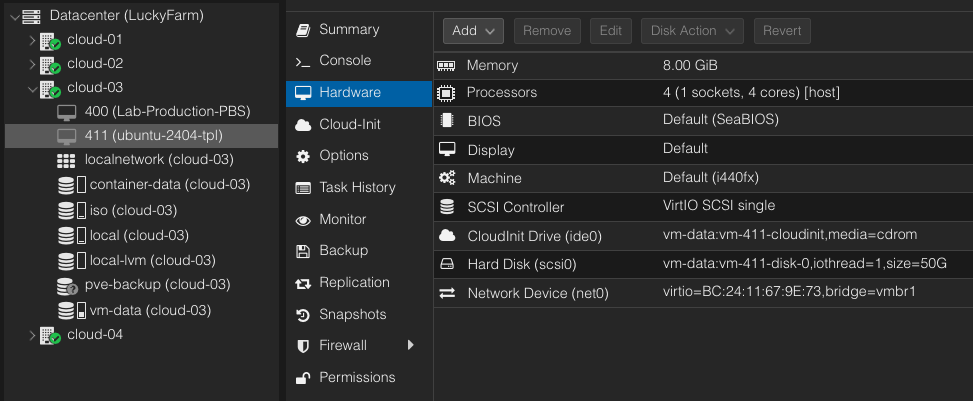 Datacenter (LuckyFarm)
cloud-01
cloud-02
cloud-03
400 (Lab-Production-PBS)
411 (ubuntu-2404-tpl)
localnetwork (cloud-03)
container-data (cloud-03)
iso (cloud-03)
local (cloud-03)
local-lvm (cloud-03)
pve-backup (cloud-03)
vm-data (cloud-03)
cloud-04
Summary
Console
Hardware
Cloud-Init
Options
Task History
Monitor
Backup
Replication
Snapshots
Firewall
Permissions
Add Remove Edit Disk Action Revert
Memory 8.00 GiB
Processors 4 (1 sockets, 4 cores) [host]
BIOS Default (SeaBIOS)
Display Default
Machine Default (i440fx)
SCSI Controller VirtIO SCSI single
CloudInit Drive (ide0) vm-data:vm-411-cloudinit,media=cdrom
Hard Disk (scsi0) vm-data:vm-411-disk-0,iothread=1,size=50G
Network Device (net0) virtio=BC:24:11:67:9E:73,bridge=vmbr1